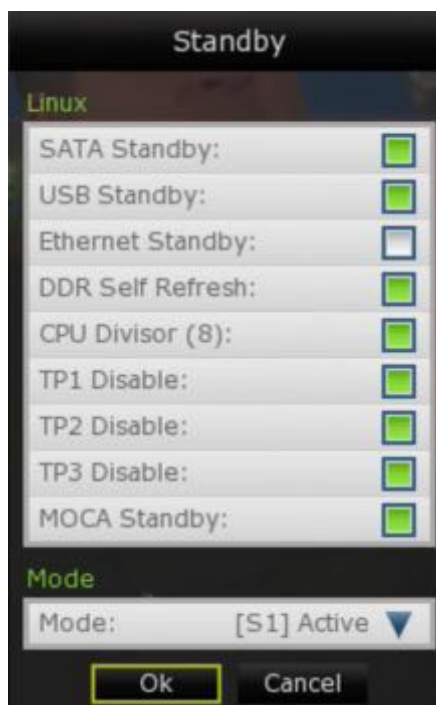 Standby
Linux
SATA Standby:
USB Standby:
Ethernet Standby:
DDR Self Refresh:
CPU Divisor (8):
TP1 Disable:
TP2 Disable:
TP3 Disable:
MOCA Standby:
Mode
Mode: [S1] Active
Ok Cancel